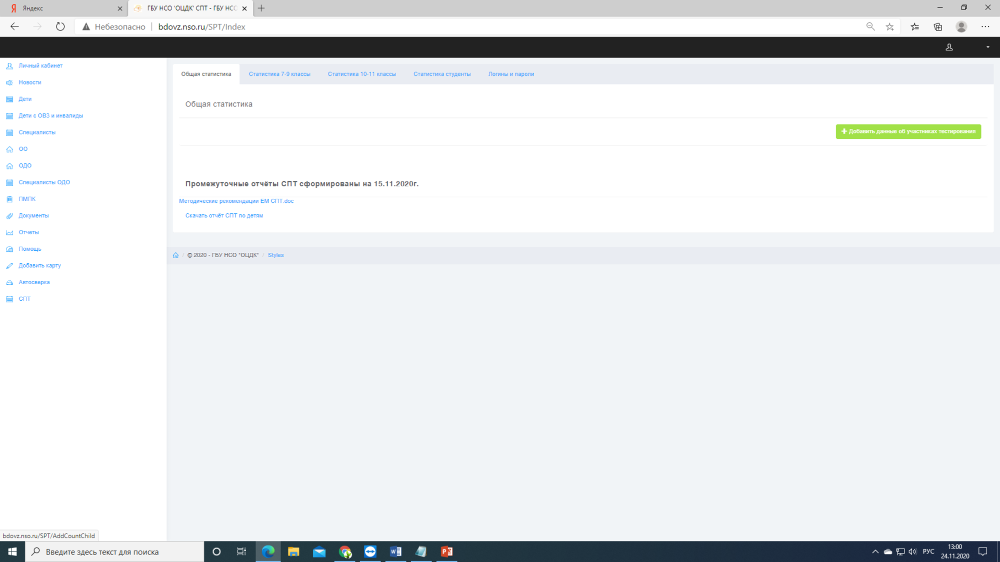 Яндекс
ГБУ НСО 'ОЦДК' СПТ - ГБУ НСО
Небезопасно
bdovz.nso.ru/SPT/Index
Личный кабинет
Новости
Дети
Дети с ОВЗ и инвалиды
Специалисты
ОО
ОДО
Специалисты ОДО
ПМПК
Документы
Отчеты
Помощь
Добавить карту
Автосверка
СПТ
Общая статистика
Статистика 7-9 классы
Статистика 10-11 классы
Статистика студенты
Логины и пароли
Общая статистика
Добавить данные об участниках тестирования
Промежуточные отчёты СПТ сформированы на 15.11.2020г.
Методические рекомендации ЕМ СПТ.doc
Скачать отчёт СПТ по детям
/ © 2020 - ГБУ НСО "ОЦДК" / Styles
bdovz.nso.ru/SPT/AddCountChild
Введите здесь текст для поиска
РУС
13:00
24.11.2020